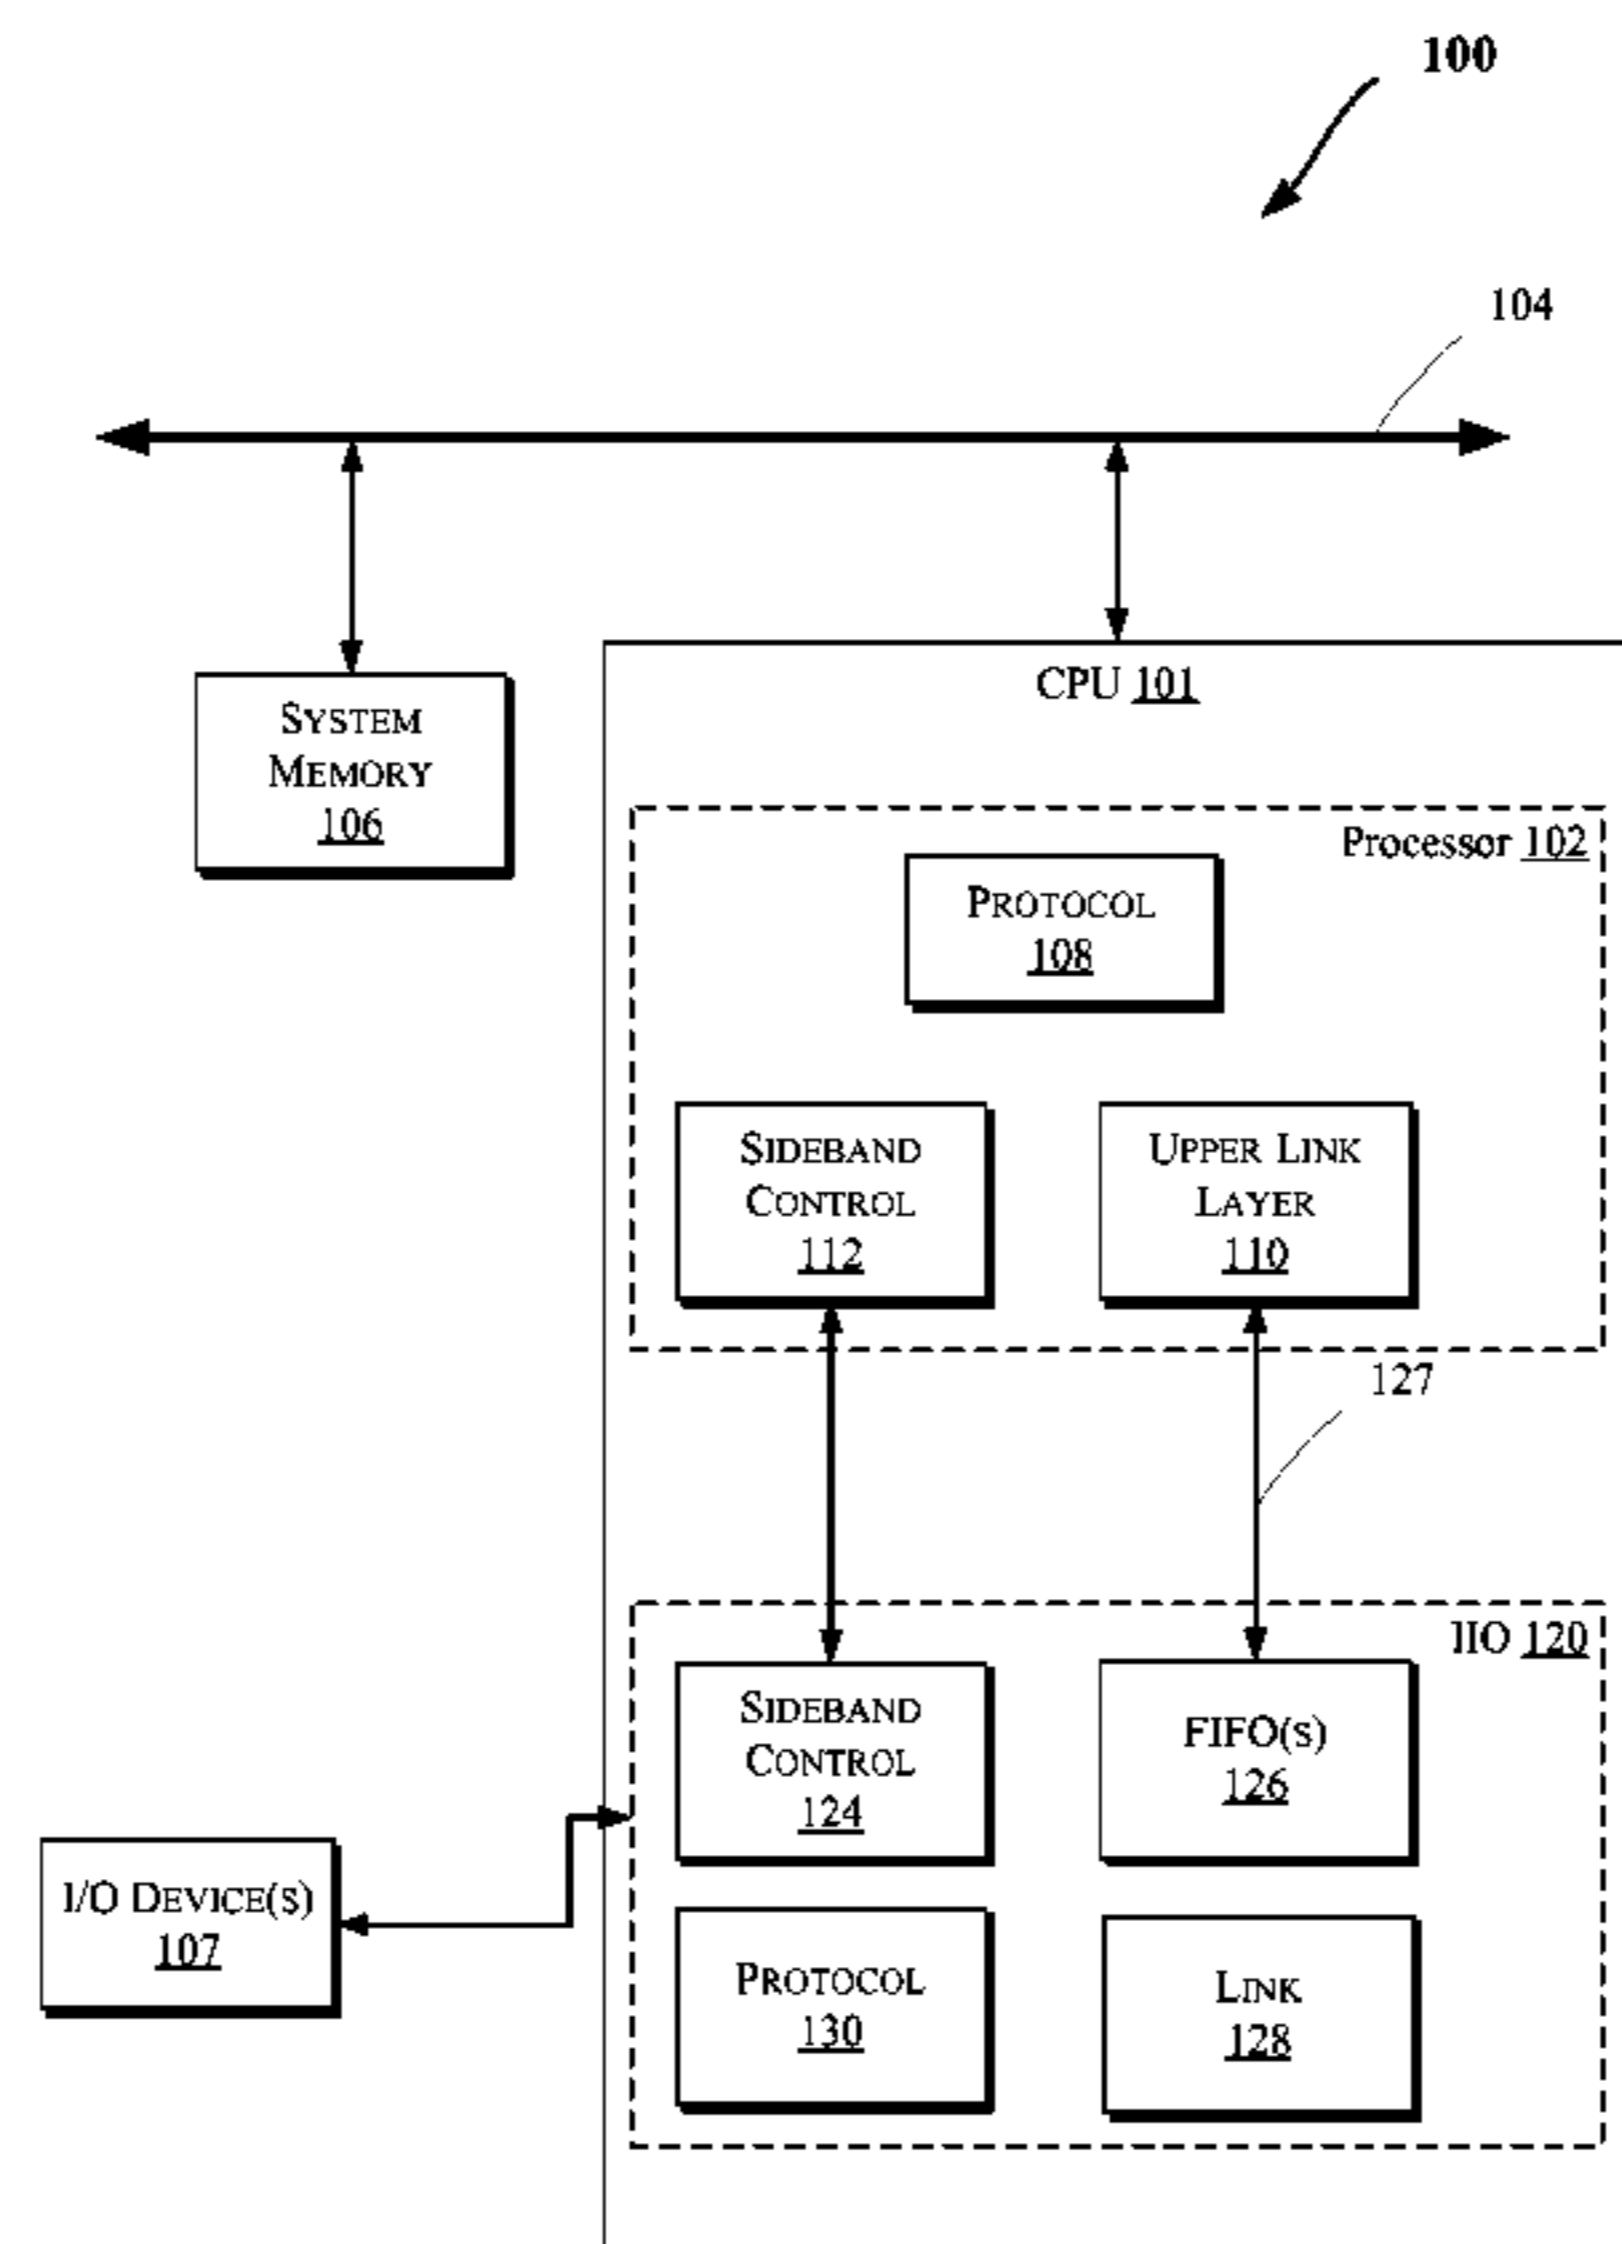 100
104
CPU 101
SYSTEM
MEMORY
106
Processor 102
PROTOCOL
108
SIDEBAND
CONTROL
112
UPPER LINK
LAYER
110
127
IIO 120
SIDEBAND
CONTROL
124
FIFO(S)
126
I/O DEVICE(S)
107
PROTOCOL
130
LINK
128